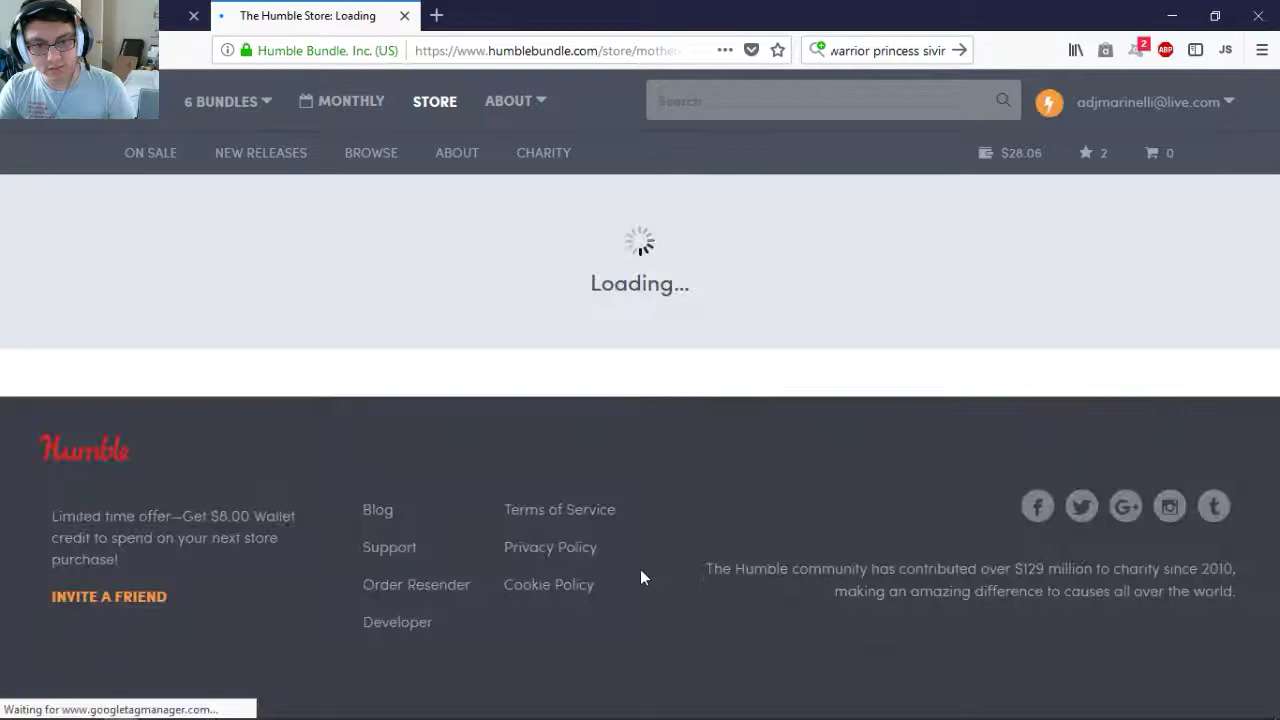 The Humble Store: Loading
Humble Bundle, Inc. (US) https://www.humblebundle.com/store/mothe
warrior princess sivir
2
ABP
JS
6 BUNDLES MONTHLY STORE ABOUT
Search
adjmarinelli@live.com
ON SALE NEW RELEASES BROWSE ABOUT CHARITY
$28.06 2 0
Loading...
Humble
Limited time offer—Get $8.00 Wallet
credit to spend on your next store
purchase!
INVITE A FRIEND
Blog
Support
Order Resender
Developer
Terms of Service
Privacy Policy
Cookie Policy
The Humble community has contributed over $129 million to charity since 2010,
making an amazing difference to causes all over the world.
Waiting for www.googletagmanager.com...